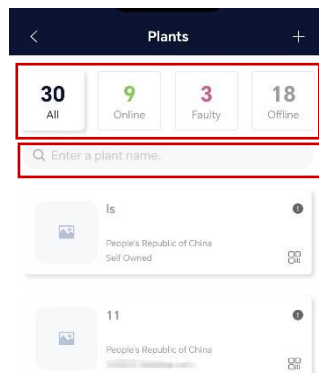 Plants
30 9 3 18
All Online Faulty Offline
Enter a plant name.
ls
People's Republic of China
Self Owned
11
People's Republic of China